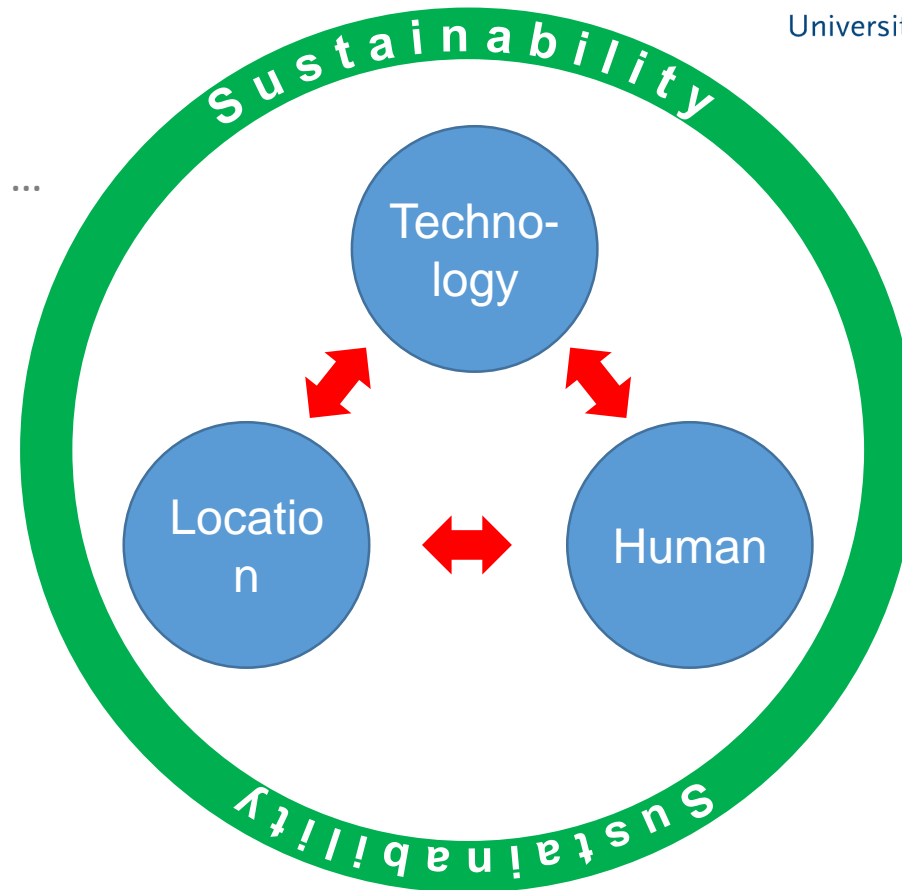 Universit
Sustainability
...
Techno-
logy
Locatio
n
Human
Sustainability